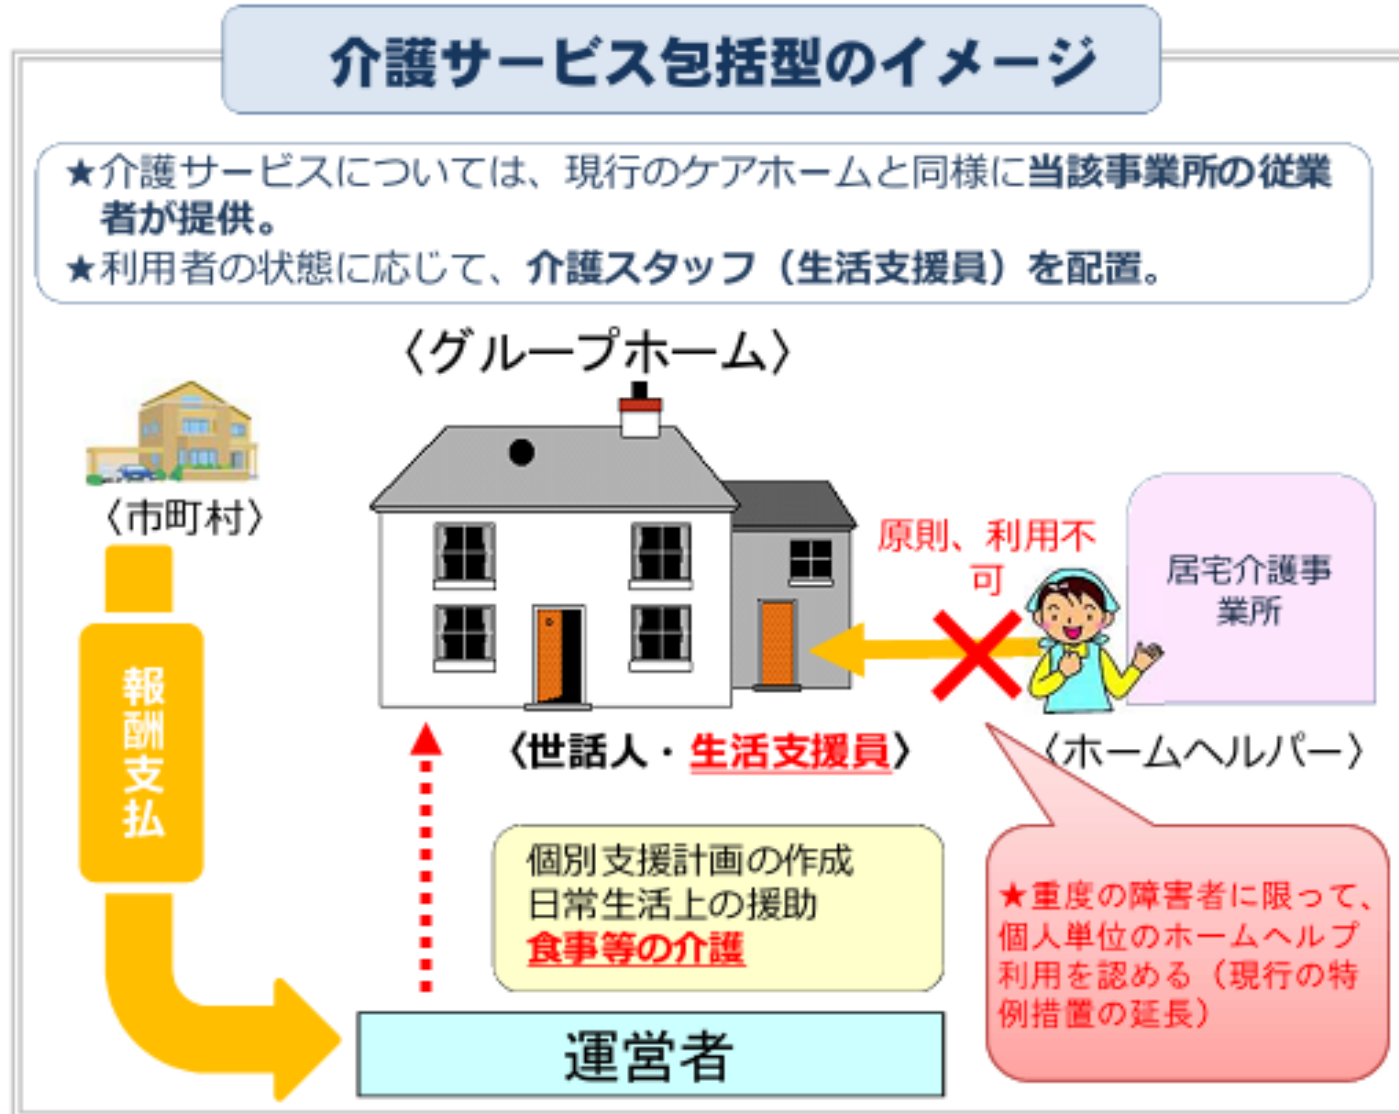 介護サービス包括型のイメージ
★介護サービスについては、現行のケアホームと同様に当該事業所の従業
者が提供。
★利用者の状態に応じて、介護スタッフ（生活支援員）を配置。
〈グループホーム〉
〈市町村〉
原則、利用不
可
居宅介護事
業所
報酬支払
〈世話人・生活支援員〉
〈ホームヘルパー〉
個別支援計画の作成
日常生活上の援助
食事等の介護
★重度の障害者に限って、
個人単位のホームヘルプ
利用を認める（現行の特
例措置の延長）
運営者